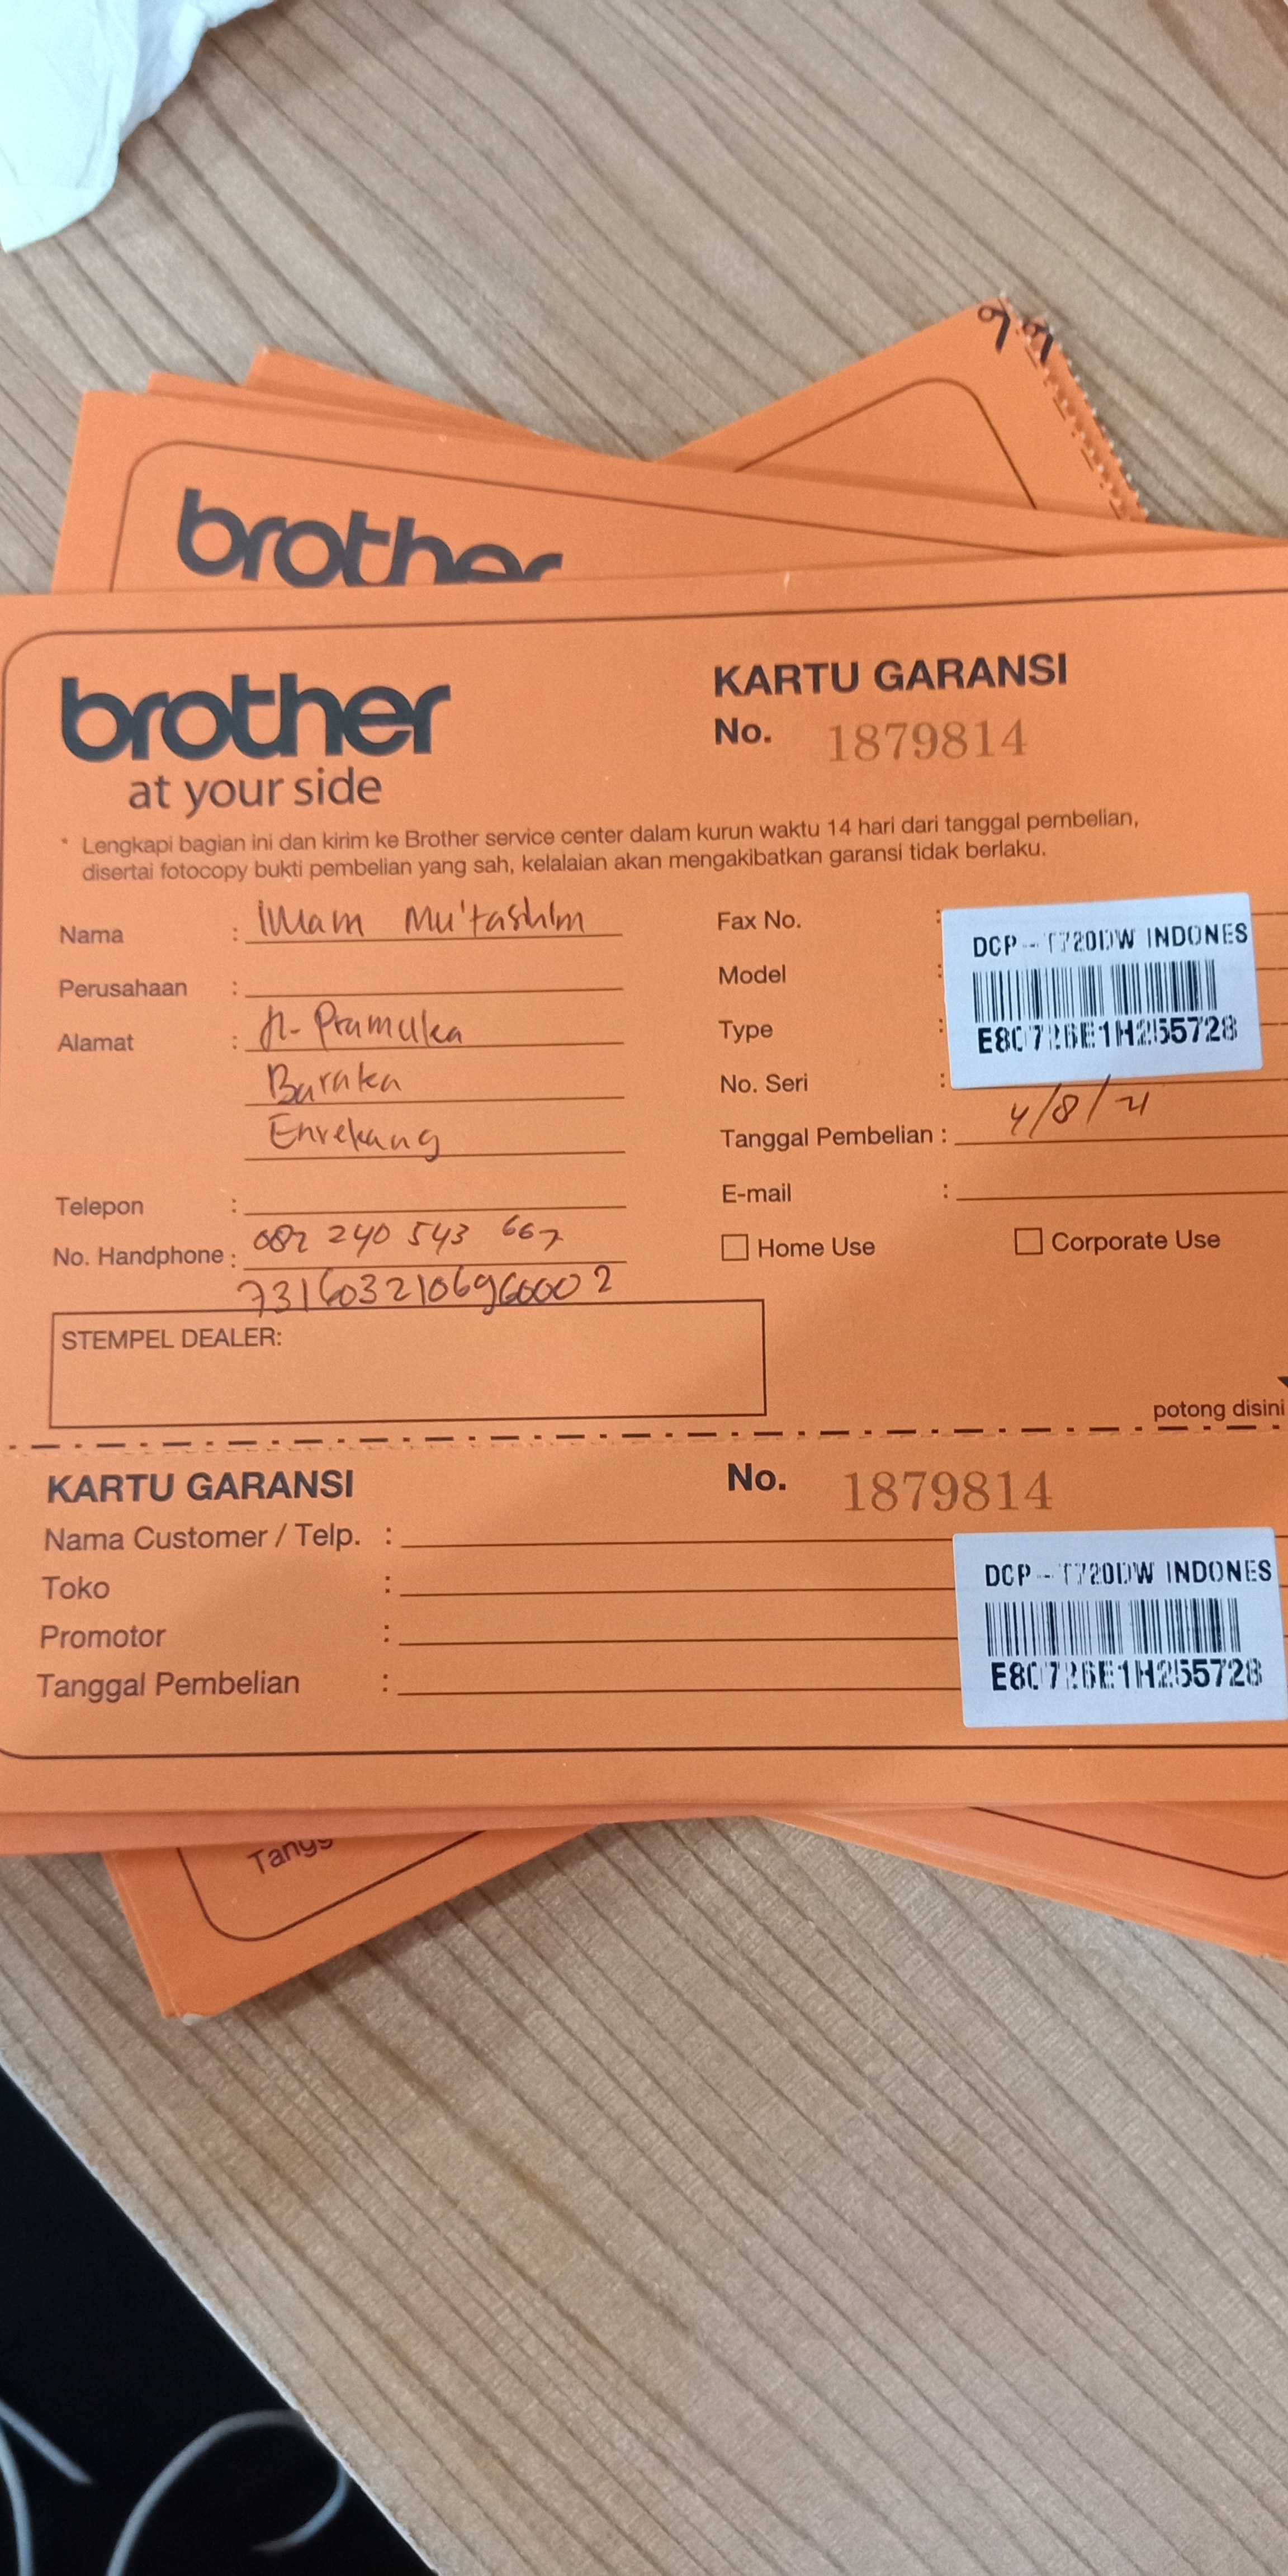 99
brother
brother
at your side
KARTU GARANSI
No. 1879814
* Lengkapi bagian ini dan kirim ke Brother service center dalam kurun waktu 14 hari dari tanggal pembelian,
disertai fotocopy bukti pembelian yang sah, kelalaian akan mengakibatkan garansi tidak berlaku.
Nama : Imam Mu'tashim
Perusahaan :
Alamat : Jl. Pramuka
Baraka
Enrekang
Telepon :
No. Handphone : 082 240 543 667
7316032106960002
Fax No. :
Model :
Type :
No. Seri :
DCP-T720DW INDONES
E80726E1H255728
Tanggal Pembelian : 4/8/21
E-mail :
Home Use
Corporate Use
STEMPEL DEALER:
potong disini
KARTU GARANSI
No. 1879814
Nama Customer / Telp. :
Toko :
Promotor :
Tanggal Pembelian :
DCP-T720DW INDONES
E80726E1H255728